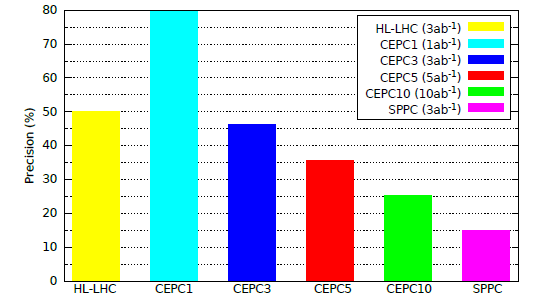 80
70
60
50
40
30
20
10
0
Precision (%)
HL-LHC (3ab⁻¹)
CEPC1 (1ab⁻¹)
CEPC3 (3ab⁻¹)
CEPC5 (5ab⁻¹)
CEPC10 (10ab⁻¹)
SPPC (3ab⁻¹)
HL-LHC CEPC1 CEPC3 CEPC5 CEPC10 SPPC